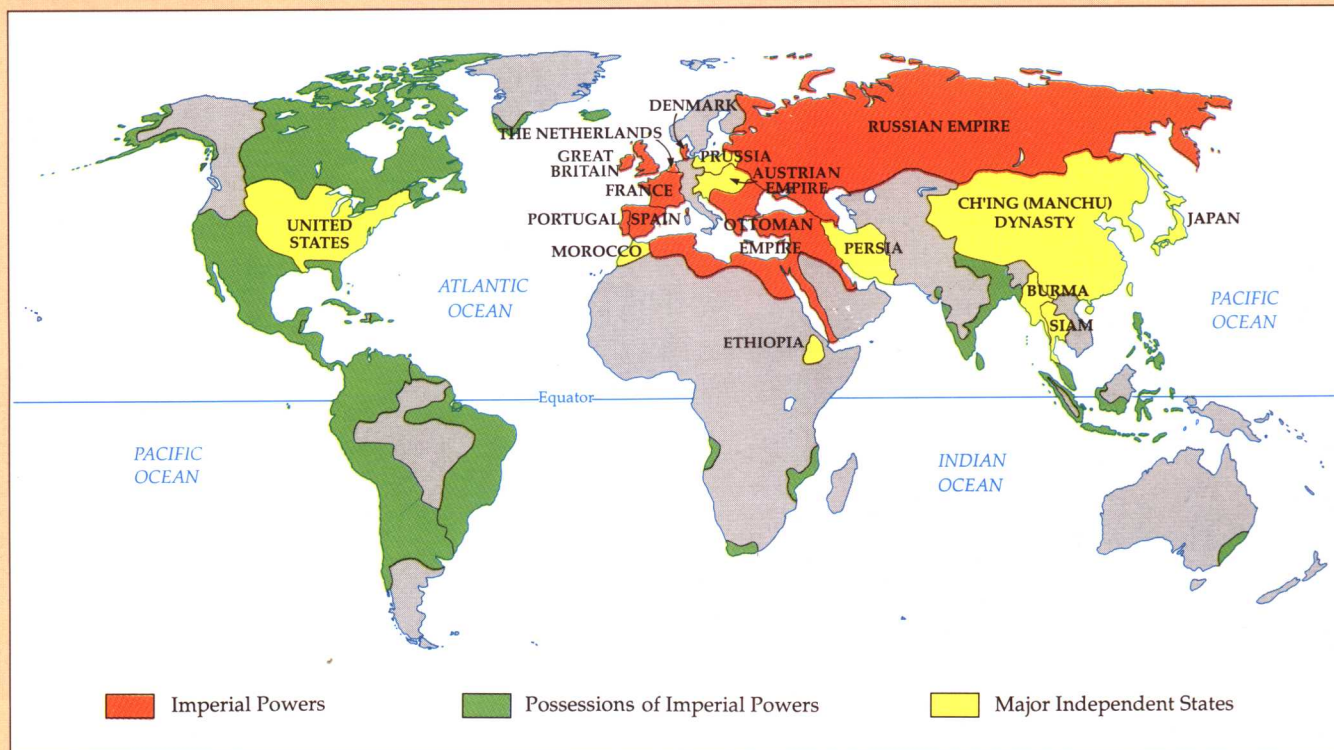 DENMARK
THE NETHERLANDS
RUSSIAN EMPIRE
GREAT
BRITAIN
PRUSSIA
AUSTRIAN
EMPIRE
FRANCE
CH'ING (MANCHU)
DYNASTY
UNITED
STATES
PORTUGAL
SPAIN
OTTOMAN
EMPIRE
JAPAN
MOROCCO
PERSIA
ATLANTIC
OCEAN
BURMA
PACIFIC
OCEAN
SIAM
ETHIOPIA
Equator
PACIFIC
OCEAN
INDIAN
OCEAN
Imperial Powers
Possessions of Imperial Powers
Major Independent States